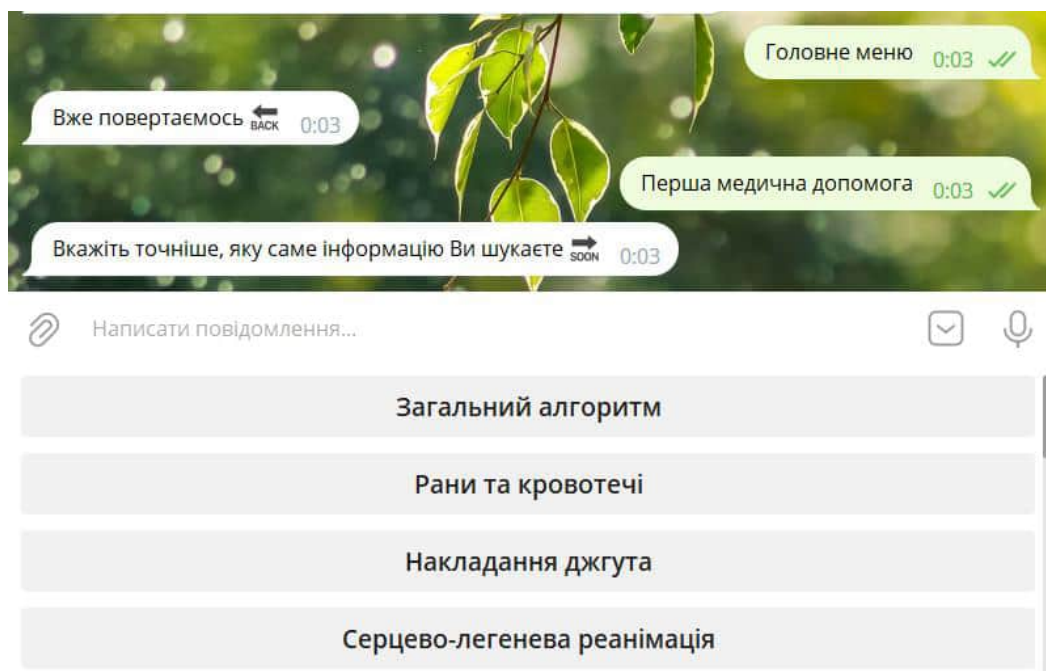 Головне меню 0:03
Вже повертаємось BACK 0:03
Перша медична допомога 0:03
Вкажіть точніше, яку саме інформацію Ви шукаєте SOON 0:03
Написати повідомлення...
Загальний алгоритм
Рани та кровотечі
Накладання джгута
Серцево-легенева реанімація